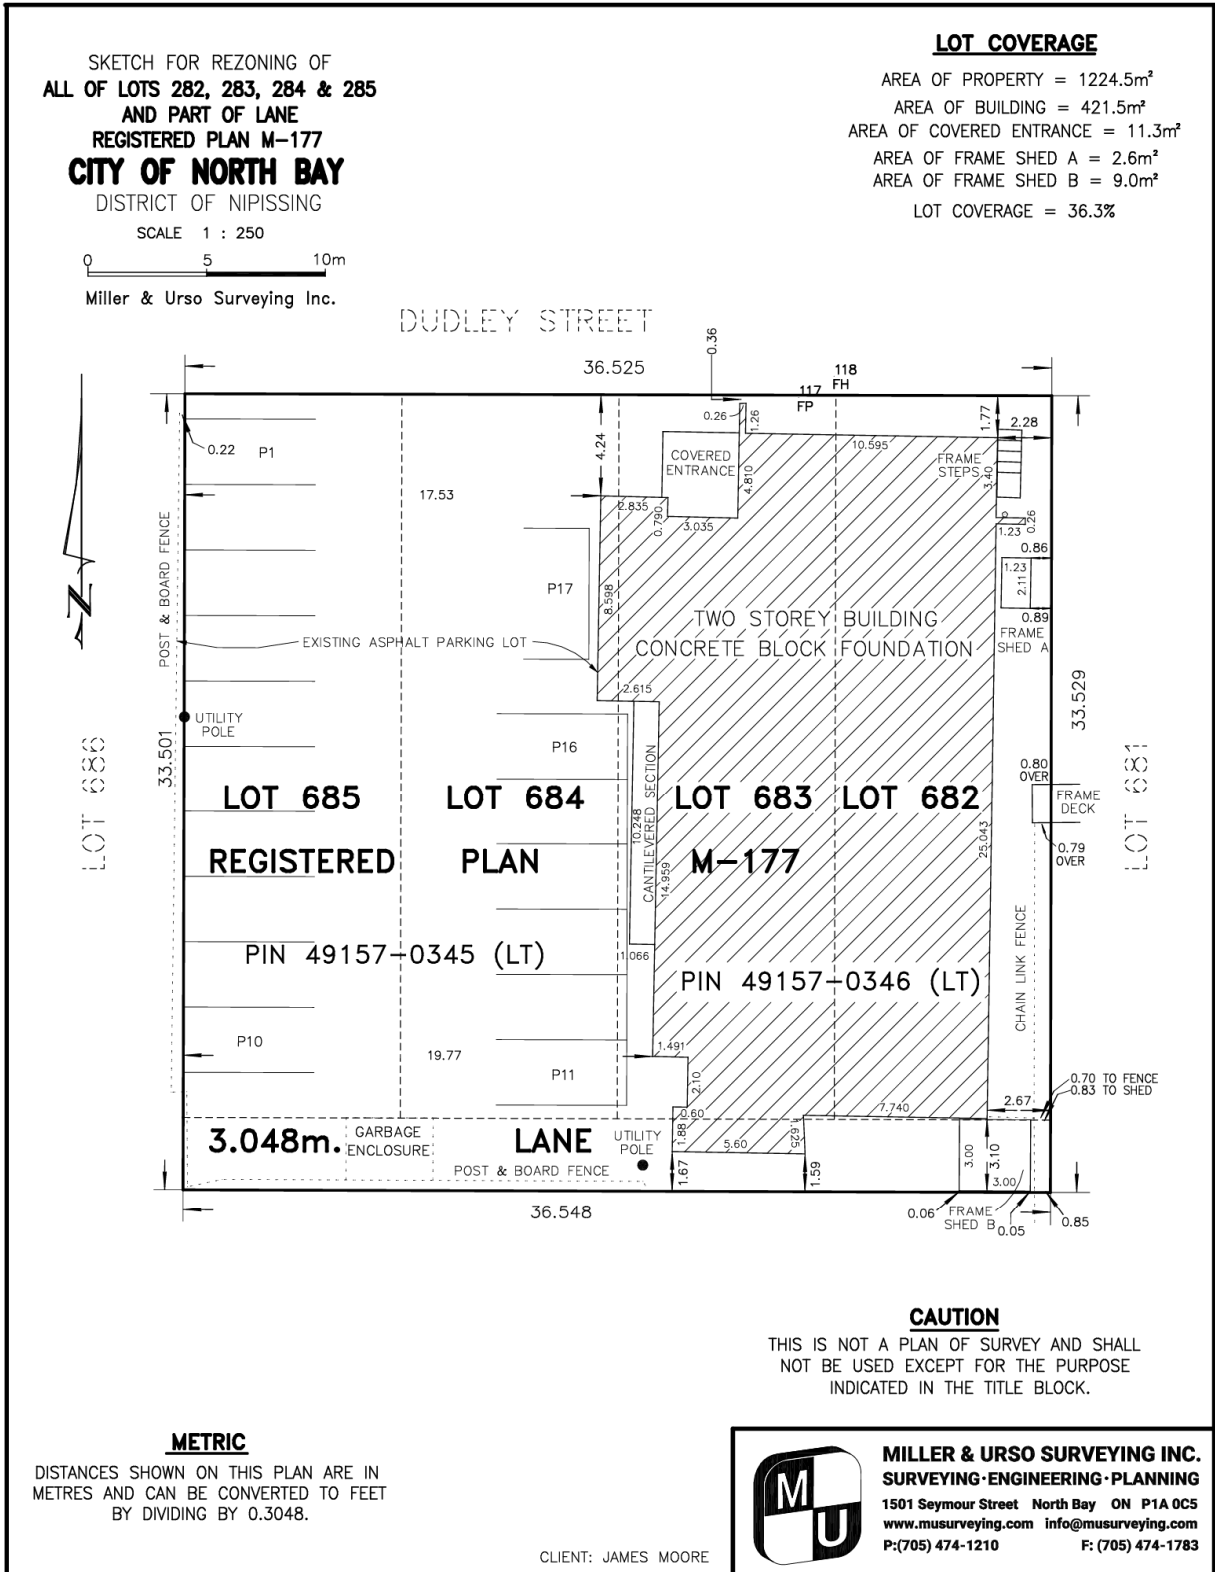 SKETCH FOR REZONING OF
ALL OF LOTS 282, 283, 284 & 285
AND PART OF LANE
REGISTERED PLAN M-177
CITY OF NORTH BAY
DISTRICT OF NIPISSING
SCALE 1 : 250
0 5 10m
Miller & Urso Surveying Inc.
LOT COVERAGE
AREA OF PROPERTY = 1224.5m²
AREA OF BUILDING = 421.5m²
AREA OF COVERED ENTRANCE = 11.3m²
AREA OF FRAME SHED A = 2.6m²
AREA OF FRAME SHED B = 9.0m²
LOT COVERAGE = 36.3%
DUDLEY STREET
36.525
0.36
118
FH
117
FP
0.26
1.26
1.77
2.28
4.24
0.22
P1
COVERED
ENTRANCE
4.810
10.595
FRAME
STEPS
3.40
17.53
2.835
0.790
3.035
P
1.23
0.26
0.86
POST & BOARD FENCE
P17
8.598
1.23
2.11
0.89
FRAME
SHED A
TWO STOREY BUILDING
CONCRETE BLOCK FOUNDATION
EXISTING ASPHALT PARKING LOT
2.615
33.529
UTILITY
POLE
33.501
P16
LOT 686
LOT 681
CANTILEVERED SECTION
10.248
14.959
0.80
OVER
FRAME
DECK
0.79
OVER
LOT 685
LOT 684
LOT 683
LOT 682
25.043
REGISTERED PLAN M-177
PIN 49157-0345 (LT)
1.066
PIN 49157-0346 (LT)
CHAIN LINK FENCE
P10
19.77
1.491
P11
2.10
0.70 TO FENCE
0.83 TO SHED
2.67
0.60
7.740
3.048m. LANE
GARBAGE
ENCLOSURE
UTILITY
POLE
1.88
5.60
1.625
3.00
3.10
POST & BOARD FENCE
1.67
1.59
3.00
36.548
0.06
FRAME
SHED B
0.05
0.85
CAUTION
THIS IS NOT A PLAN OF SURVEY AND SHALL
NOT BE USED EXCEPT FOR THE PURPOSE
INDICATED IN THE TITLE BLOCK.
METRIC
DISTANCES SHOWN ON THIS PLAN ARE IN
METRES AND CAN BE CONVERTED TO FEET
BY DIVIDING BY 0.3048.
CLIENT: JAMES MOORE
M
U
MILLER & URSO SURVEYING INC.
SURVEYING·ENGINEERING·PLANNING
1501 Seymour Street North Bay ON P1A 0C5
www.musurveying.com info@musurveying.com
P:(705) 474-1210 F: (705) 474-1783
N